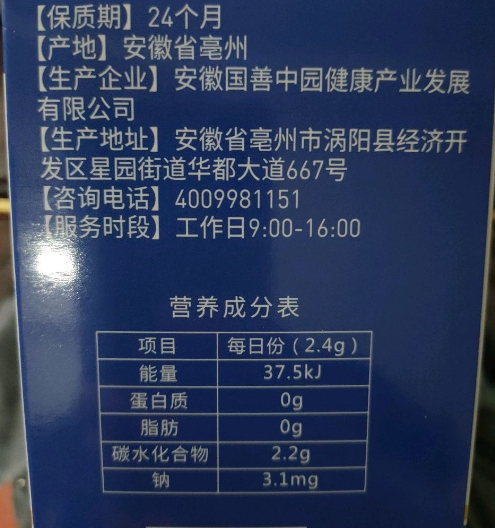 【保质期】24个月
【产地】安徽省亳州
【生产企业】安徽国善中园健康产业发展
有限公司
【生产地址】安徽省亳州市涡阳县经济开
发区星园街道华都大道667号
【咨询电话】4009981151
【服务时段】工作日9:00-16:00
营养成分表
项目 每日份（2.4g）
能量 37.5kJ
蛋白质 0g
脂肪 0g
碳水化合物 2.2g
钠 3.1mg